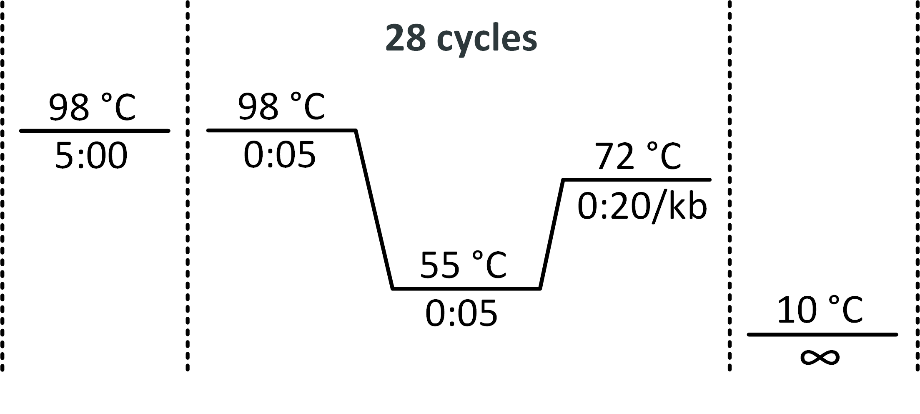 28 cycles
98 °C
5:00
98 °C
0:05
55 °C
0:05
72 °C
0:20/kb
10 °C
∞